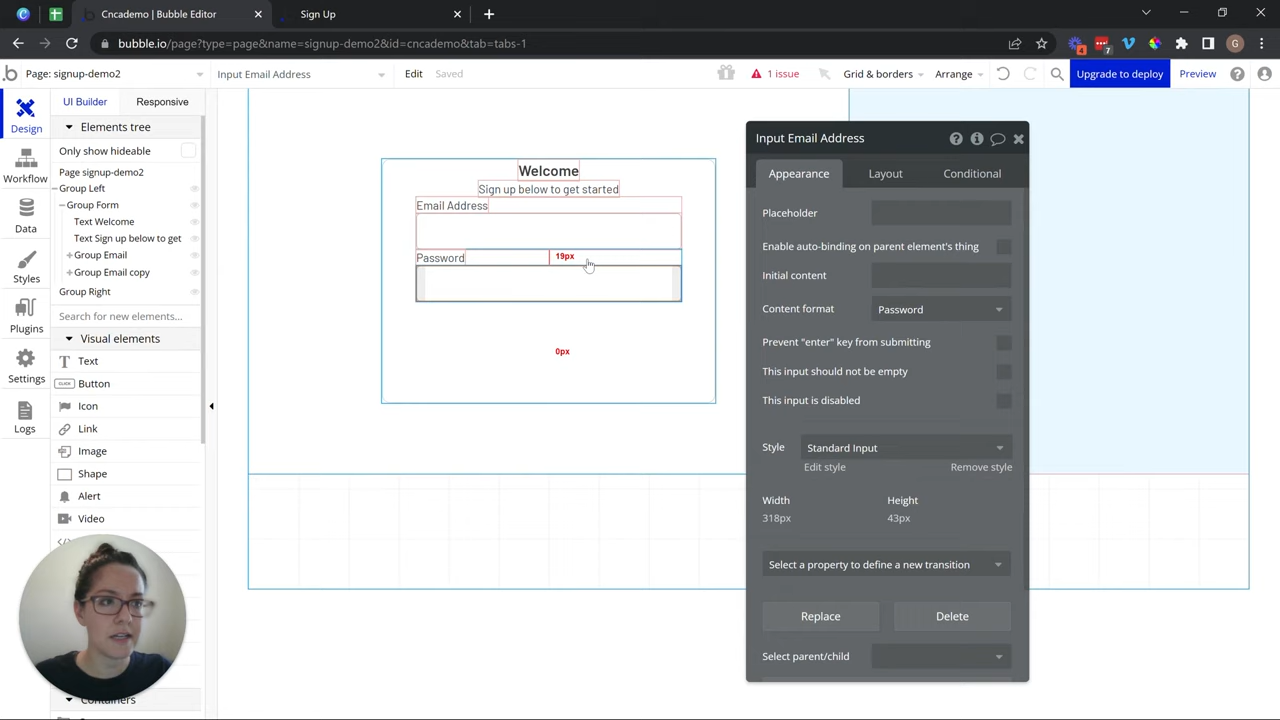 Cncademo | Bubble Editor
Sign Up
bubble.io/page?type=page&name=signup-demo2&id=cncademo&tab=tabs-1
4
7
G
Page: signup-demo2
Input Email Address
Edit
Saved
1 issue
Grid & borders
Arrange
Upgrade to deploy
Preview
UI Builder
Responsive
Design
Workflow
Data
Styles
Plugins
Settings
Logs
Elements tree
Only show hideable
Page signup-demo2
Group Left
Group Form
Text Welcome
Text Sign up below to get
Group Email
Group Email copy
Group Right
Search for new elements...
Visual elements
Text
CLICK
Button
Icon
Link
Image
Shape
Alert
Video
Containers
Welcome
Sign up below to get started
Email Address
Password
19px
0px
Input Email Address
Appearance
Layout
Conditional
Placeholder
Enable auto-binding on parent element's thing
Initial content
Content format
Password
Prevent "enter" key from submitting
This input should not be empty
This input is disabled
Style
Standard Input
Edit style
Remove style
Width
Height
318px
43px
Select a property to define a new transition
Replace
Delete
Select parent/child